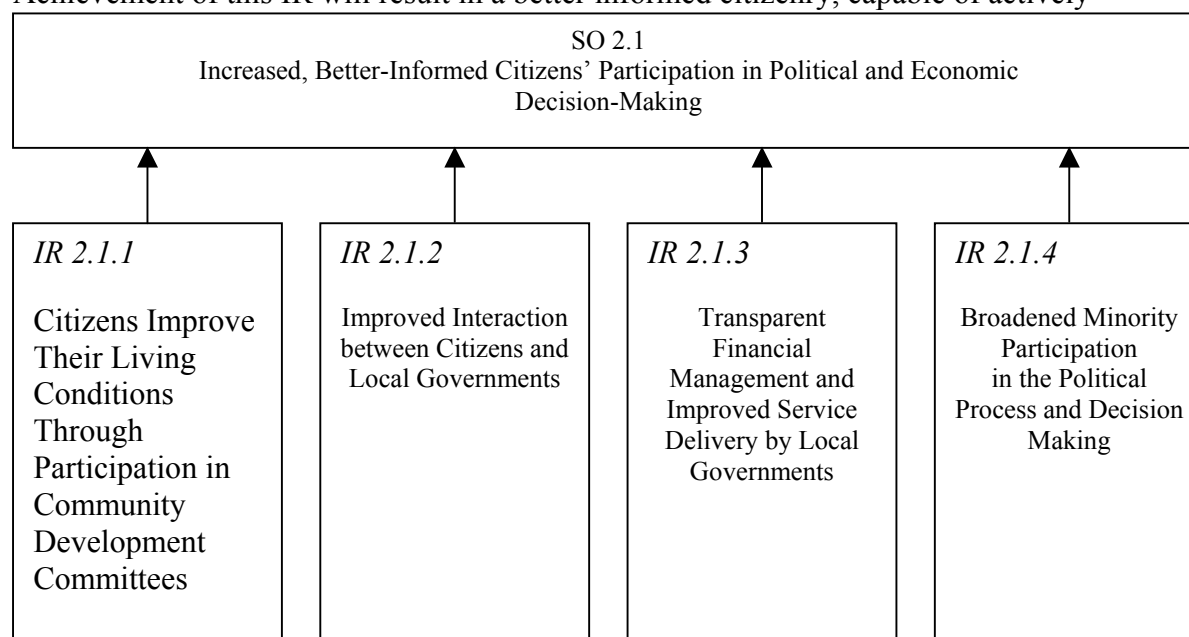 Achievement of this IR will result in a better informed citizenry, capable of actively
SO 2.1
Increased, Better-Informed Citizens’ Participation in Political and Economic
Decision-Making
IR 2.1.1
Citizens Improve
Their Living
Conditions
Through
Participation in
Community
Development
Committees
IR 2.1.2
Improved Interaction
between Citizens and
Local Governments
IR 2.1.3
Transparent
Financial
Management and
Improved Service
Delivery by Local
Governments
IR 2.1.4
Broadened Minority
Participation
in the Political
Process and Decision
Making